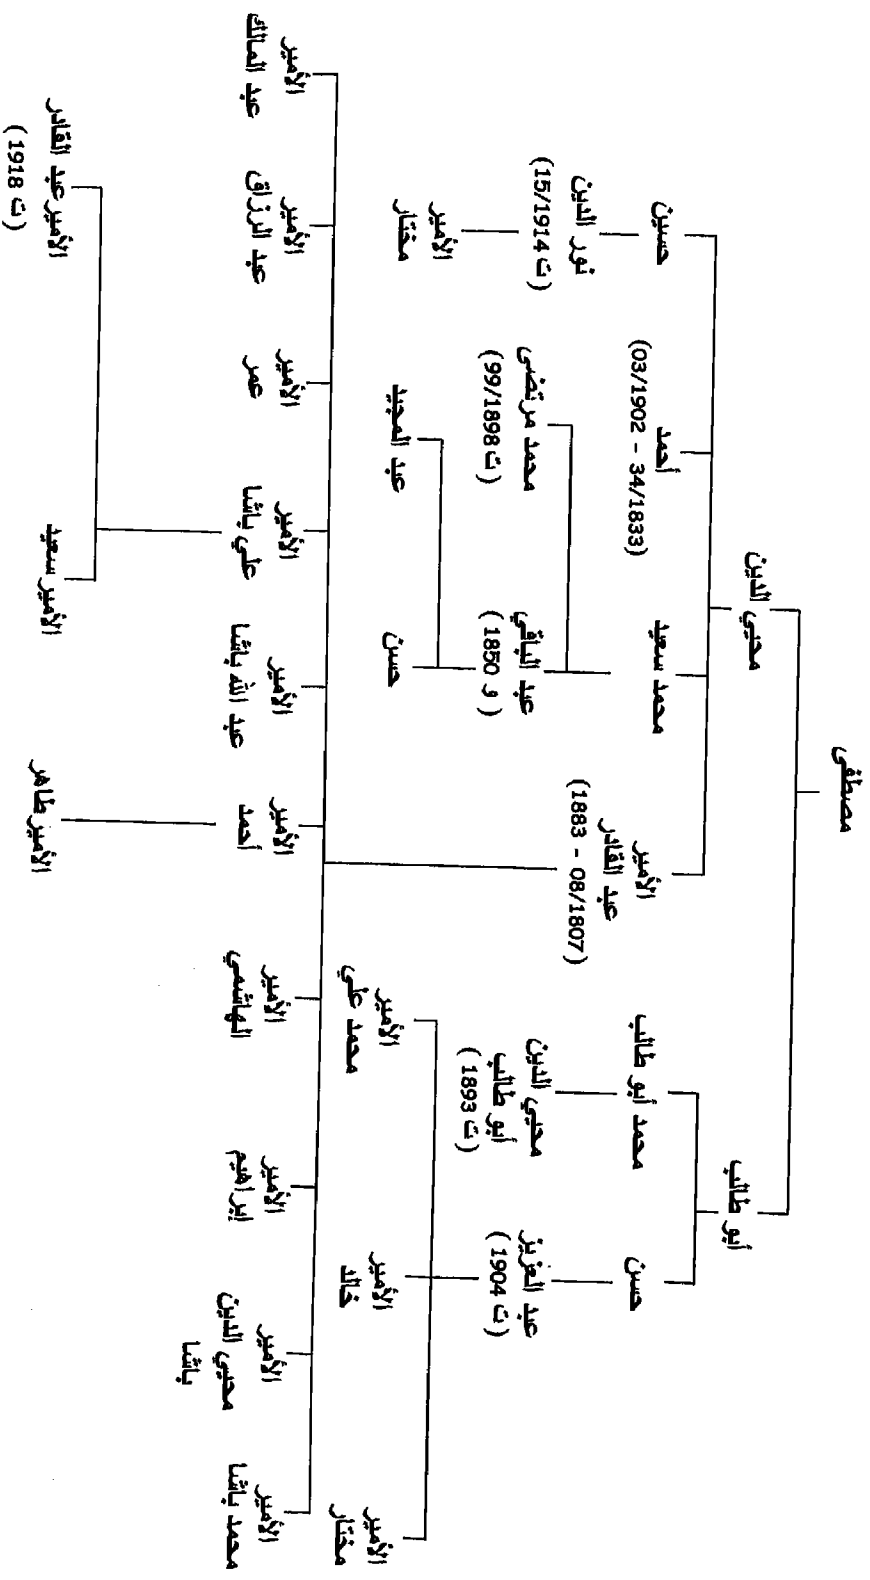 مصطفى
أبو طالب
محيي الدين
حسن
محمد أبو طالب
الأمير
عبد القادر
(1883 - 08/1807)
محمد سعيد
أحمد
(03/1902 - 34/1833)
حسين
عبد العزيز
(ت 1904)
محيي الدين
أبو طالب
(ت 1893)
عبد الباقي
(و 1850)
محمد مرتضى
(ت 99/1898)
نور الدين
(ت 15/1914)
الأمير
مختار
الأمير
خالد
الأمير
محمد علي
حسن
عبد المجيد
الأمير
مختار
الأمير
محمد باشا
الأمير
محيي الدين
باشا
الأمير
إبراهيم
الأمير
الهاشمي
الأمير
أحمد
الأمير
عبد الله باشا
الأمير
علي باشا
الأمير
عمر
الأمير
عبد الرزاق
الأمير
عبد المالك
الأمير طاهر
الأمير سعيد
الأمير عبد القادر
(ت 1918)